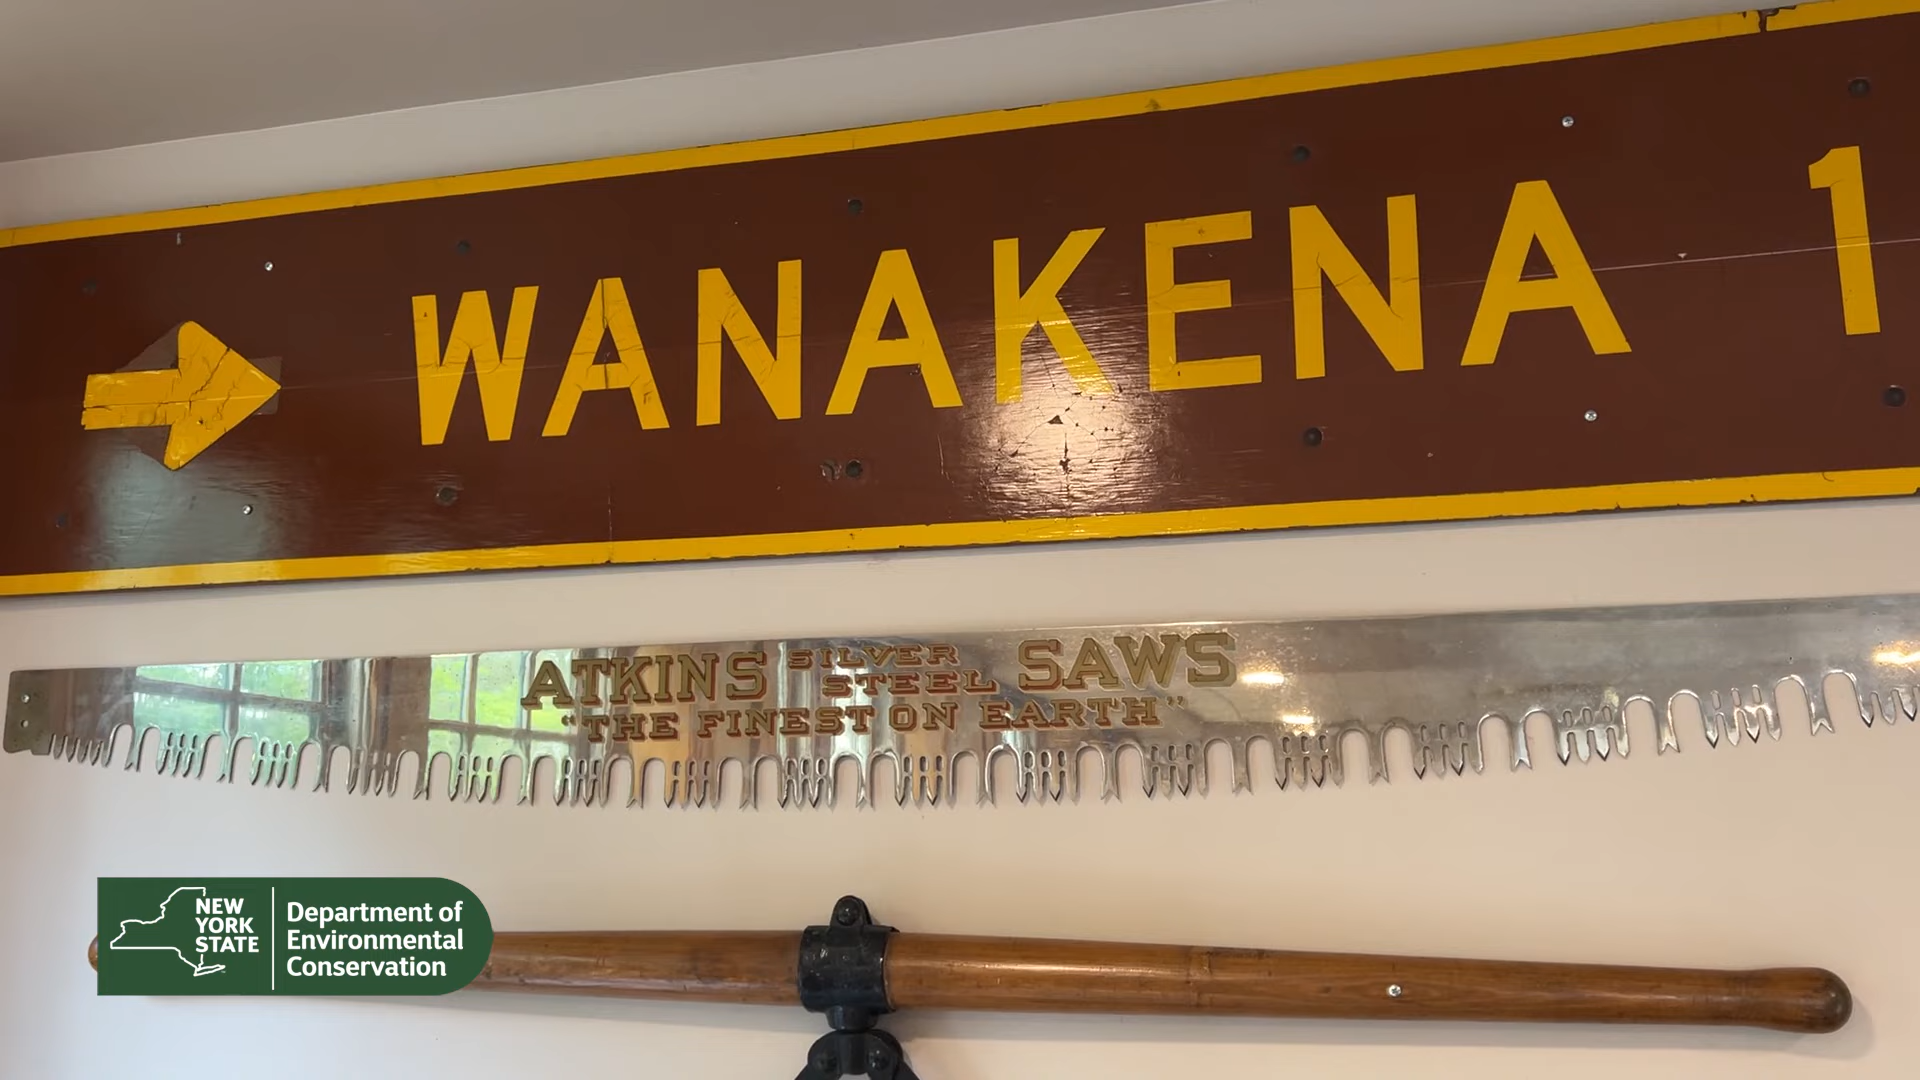 WANAKENA 1
ATKINS SILVER STEEL SAWS
"THE FINEST ON EARTH"
NEW YORK STATE
Department of Environmental Conservation